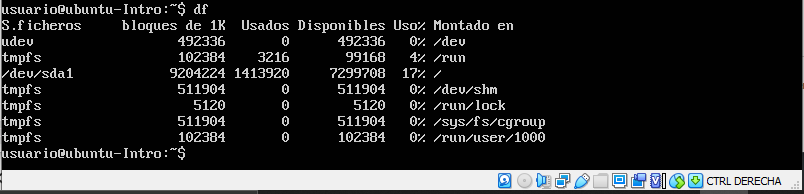 usuario@ubuntu-Intro:~$ df
S.ficheros     bloques de 1K  Usados Disponibles Uso% Montado en
udev                  492336       0      492336   0% /dev
tmpfs                 102384    3216       99168   4% /run
/dev/sda1            9204224 1413920     7299708  17% /
tmpfs                 511904       0      511904   0% /dev/shm
tmpfs                   5120       0        5120   0% /run/lock
tmpfs                 511904       0      511904   0% /sys/fs/cgroup
tmpfs                 102384       0      102384   0% /run/user/1000
usuario@ubuntu-Intro:~$
CTRL DERECHA